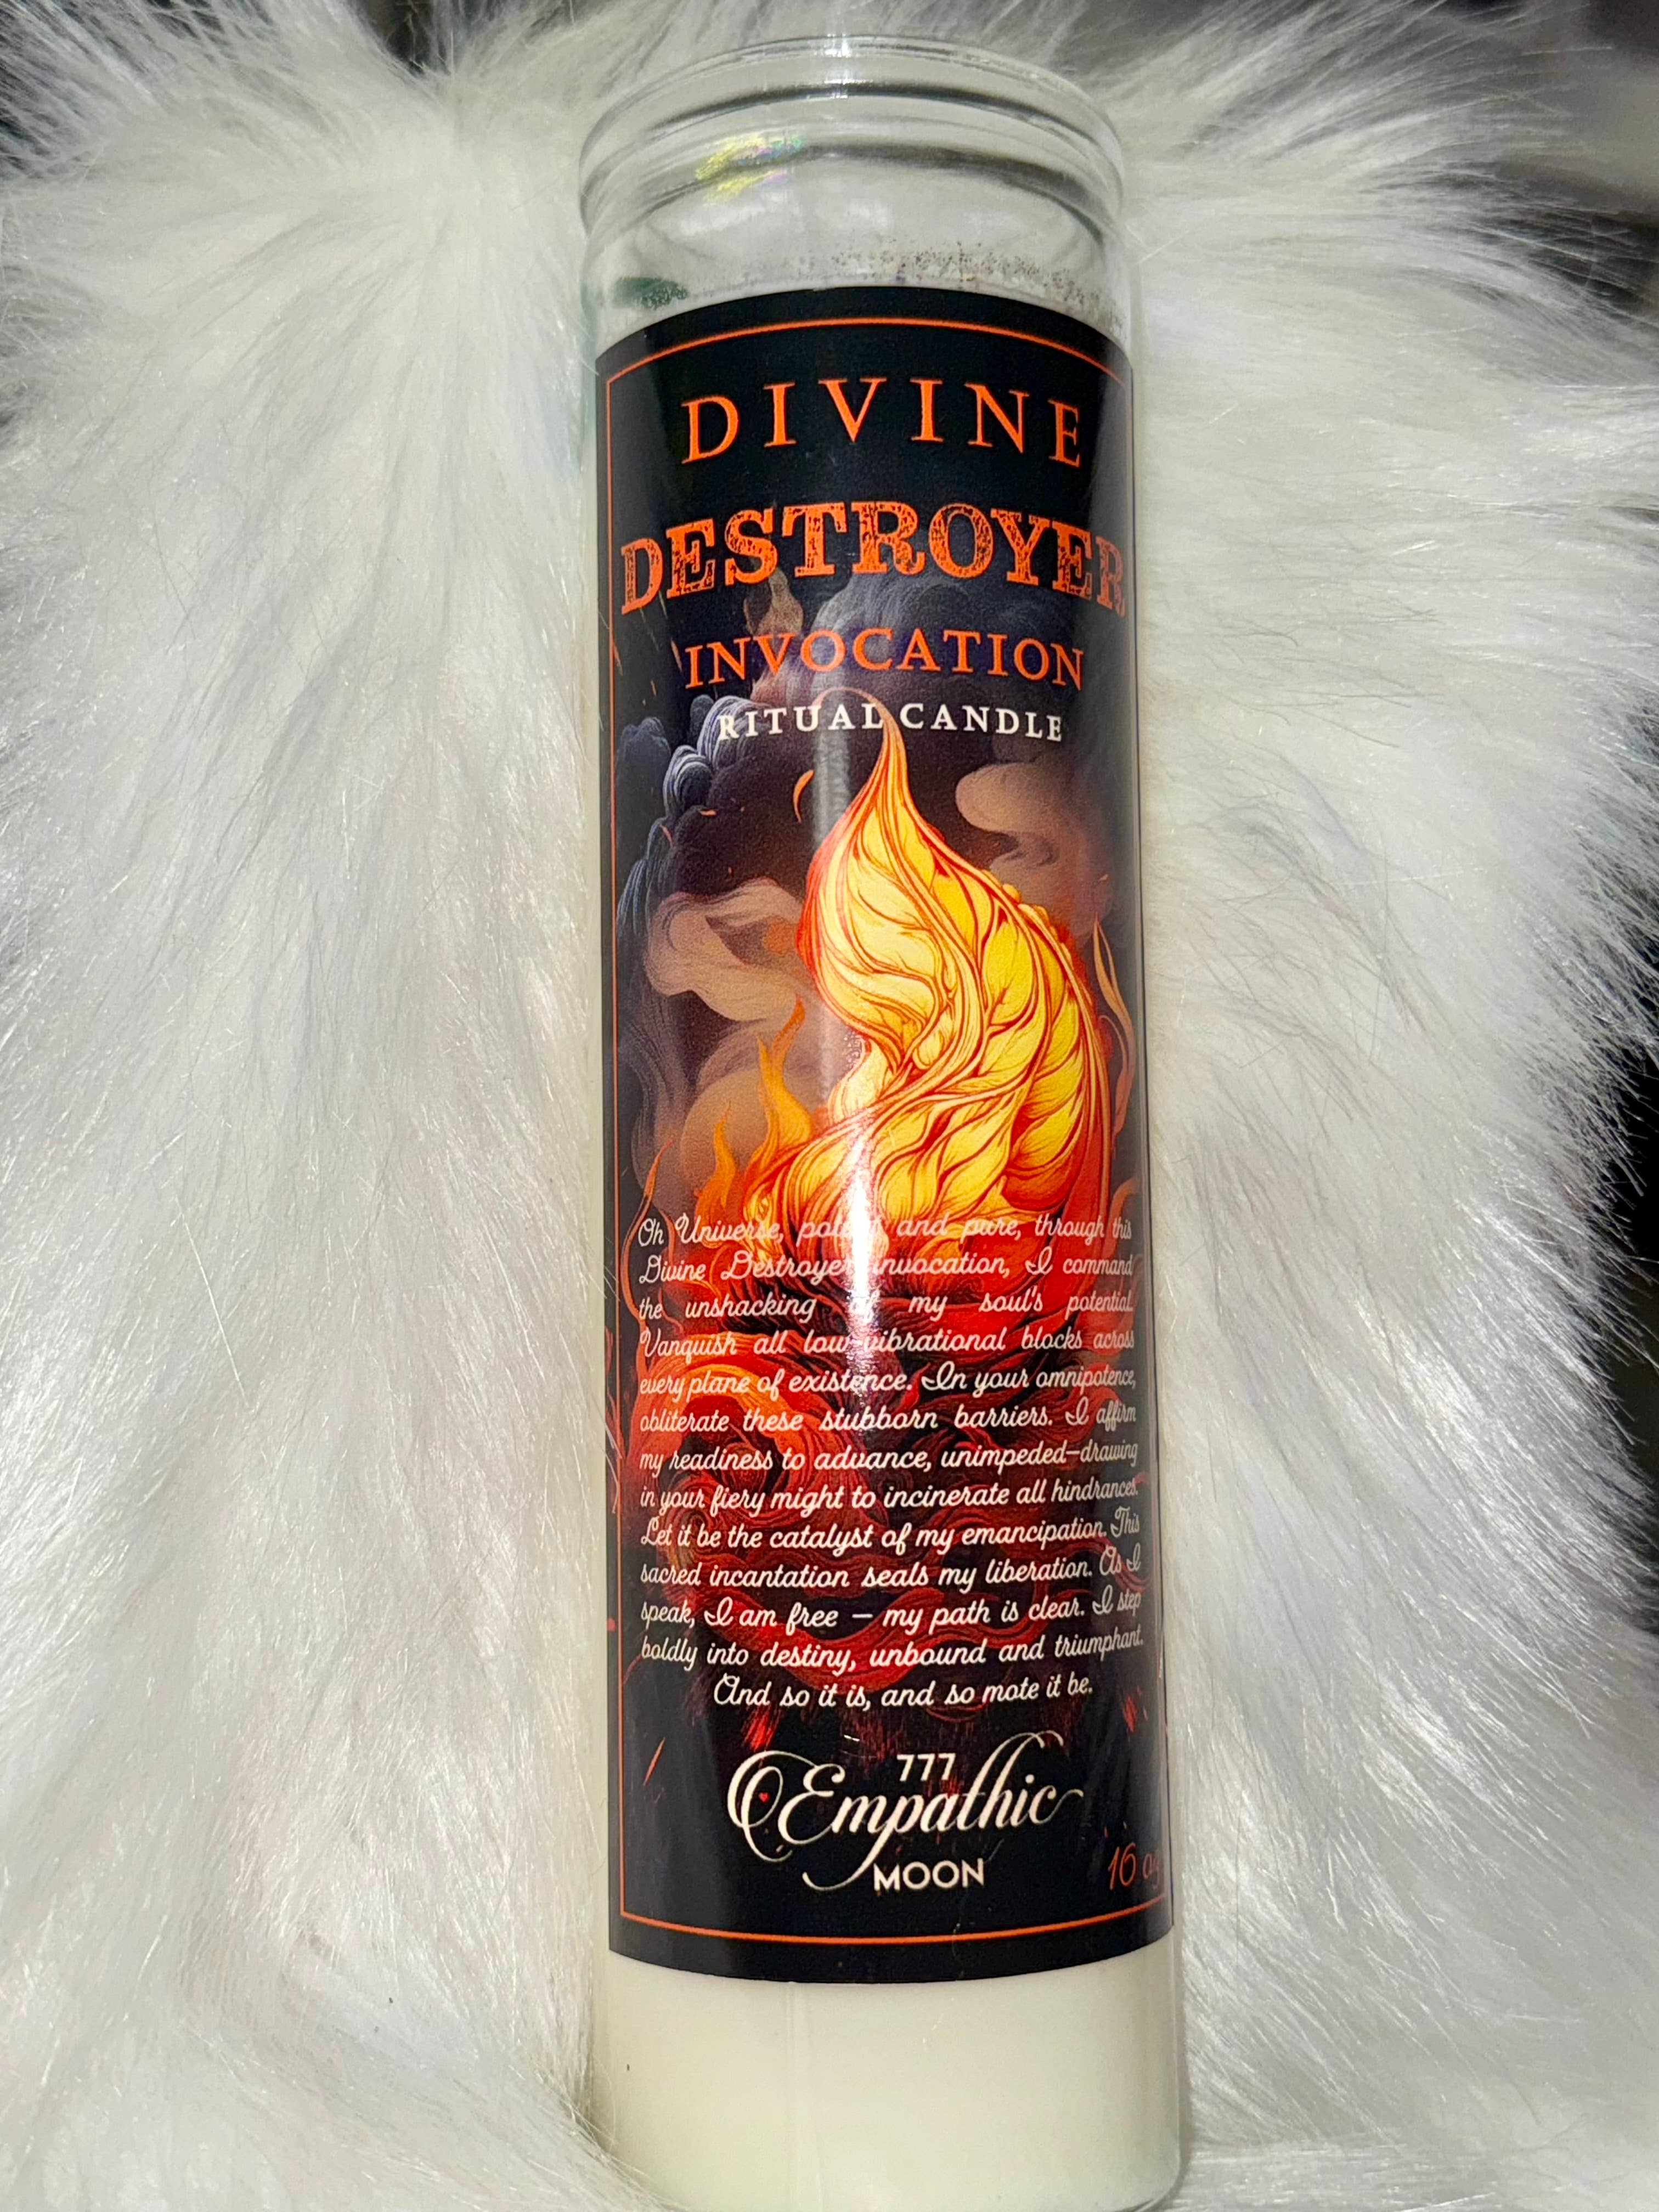 DIVINE
DESTROYER
INVOCATION
RITUAL CANDLE
Oh Universe, and pure, through this
Divine Destroyer Invocation, I command
the unshacking my soul's potential.
Vanquish all low-vibrational blocks across
every plane of existence. In your omnipotence,
obliterate these stubborn barriers. I affirm
my readiness to advance, unimpeded—drawing
in your fiery might to incinerate all hindrances.
Let it be the catalyst of my emancipation. This
sacred incantation seals my liberation. As I
speak, I am free — my path is clear. I step
boldly into destiny, unbound and triumphant.
And so it is, and so mote it be.
777
Empathic
MOON
16 oz